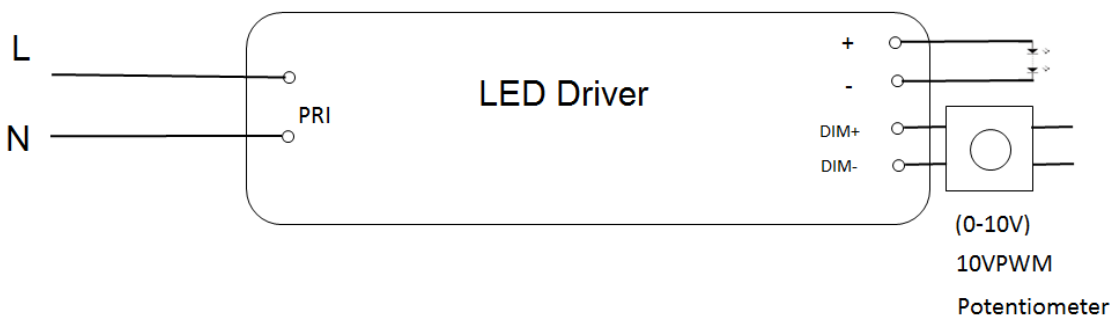 L
N
PRI
LED Driver
+
-
DIM+
DIM-
(0-10V)
10VPWM
Potentiometer